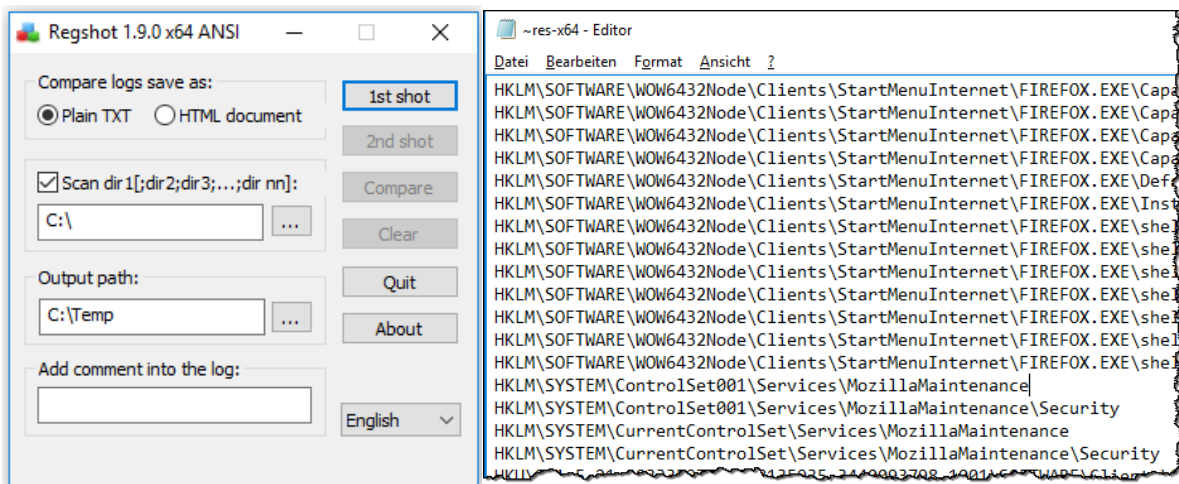 Regshot 1.9.0 x64 ANSI
Compare logs save as:
Plain TXT HTML document
1st shot
2nd shot
Scan dir1[;dir2;dir3;...;dir nn]:
Compare
C:\ ...
Clear
Output path:
Quit
C:\Temp ...
About
Add comment into the log:
English
~res-x64 - Editor
Datei Bearbeiten Format Ansicht ?
HKLM\SOFTWARE\WOW6432Node\Clients\StartMenuInternet\FIREFOX.EXE\Capa
HKLM\SOFTWARE\WOW6432Node\Clients\StartMenuInternet\FIREFOX.EXE\Capa
HKLM\SOFTWARE\WOW6432Node\Clients\StartMenuInternet\FIREFOX.EXE\Capa
HKLM\SOFTWARE\WOW6432Node\Clients\StartMenuInternet\FIREFOX.EXE\Capa
HKLM\SOFTWARE\WOW6432Node\Clients\StartMenuInternet\FIREFOX.EXE\Defa
HKLM\SOFTWARE\WOW6432Node\Clients\StartMenuInternet\FIREFOX.EXE\Inst
HKLM\SOFTWARE\WOW6432Node\Clients\StartMenuInternet\FIREFOX.EXE\shel
HKLM\SOFTWARE\WOW6432Node\Clients\StartMenuInternet\FIREFOX.EXE\shel
HKLM\SOFTWARE\WOW6432Node\Clients\StartMenuInternet\FIREFOX.EXE\shel
HKLM\SOFTWARE\WOW6432Node\Clients\StartMenuInternet\FIREFOX.EXE\shel
HKLM\SOFTWARE\WOW6432Node\Clients\StartMenuInternet\FIREFOX.EXE\shel
HKLM\SOFTWARE\WOW6432Node\Clients\StartMenuInternet\FIREFOX.EXE\shel
HKLM\SOFTWARE\WOW6432Node\Clients\StartMenuInternet\FIREFOX.EXE\shel
HKLM\SYSTEM\ControlSet001\Services\MozillaMaintenance
HKLM\SYSTEM\ControlSet001\Services\MozillaMaintenance\Security
HKLM\SYSTEM\CurrentControlSet\Services\MozillaMaintenance
HKLM\SYSTEM\CurrentControlSet\Services\MozillaMaintenance\Security